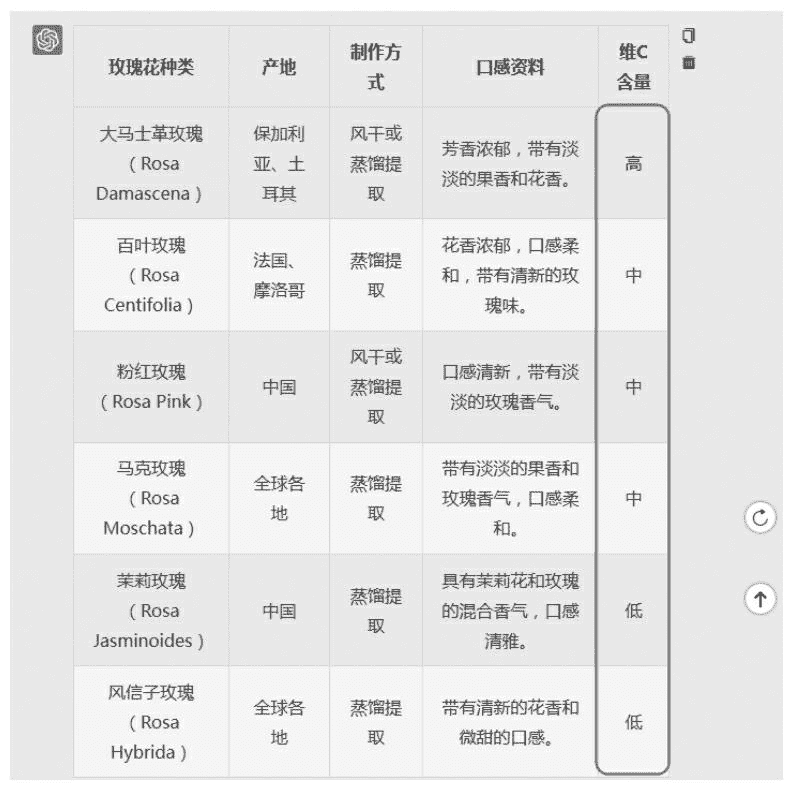 玫瑰花种类
产地
制作方
式
口感资料
维C
含量
大马士革玫瑰
（Rosa
Damascena）
保加利
亚、土
耳其
风干或
蒸馏提
取
芳香浓郁，带有淡
淡的果香和花香。
高
百叶玫瑰
（Rosa
Centifolia）
法国、
摩洛哥
蒸馏提
取
花香浓郁，口感柔
和，带有清新的玫
瑰味。
中
粉红玫瑰
（Rosa Pink）
中国
风干或
蒸馏提
取
口感清新，带有淡
淡的玫瑰香气。
中
马克玫瑰
（Rosa
Moschata）
全球各
地
蒸馏提
取
带有淡淡的果香和
玫瑰香气，口感柔
和。
中
茉莉玫瑰
（Rosa
Jasminoides）
中国
蒸馏提
取
具有茉莉花和玫瑰
的混合香气，口感
清雅。
低
风信子玫瑰
（Rosa
Hybrida）
全球各
地
蒸馏提
取
带有清新的花香和
微甜的口感。
低